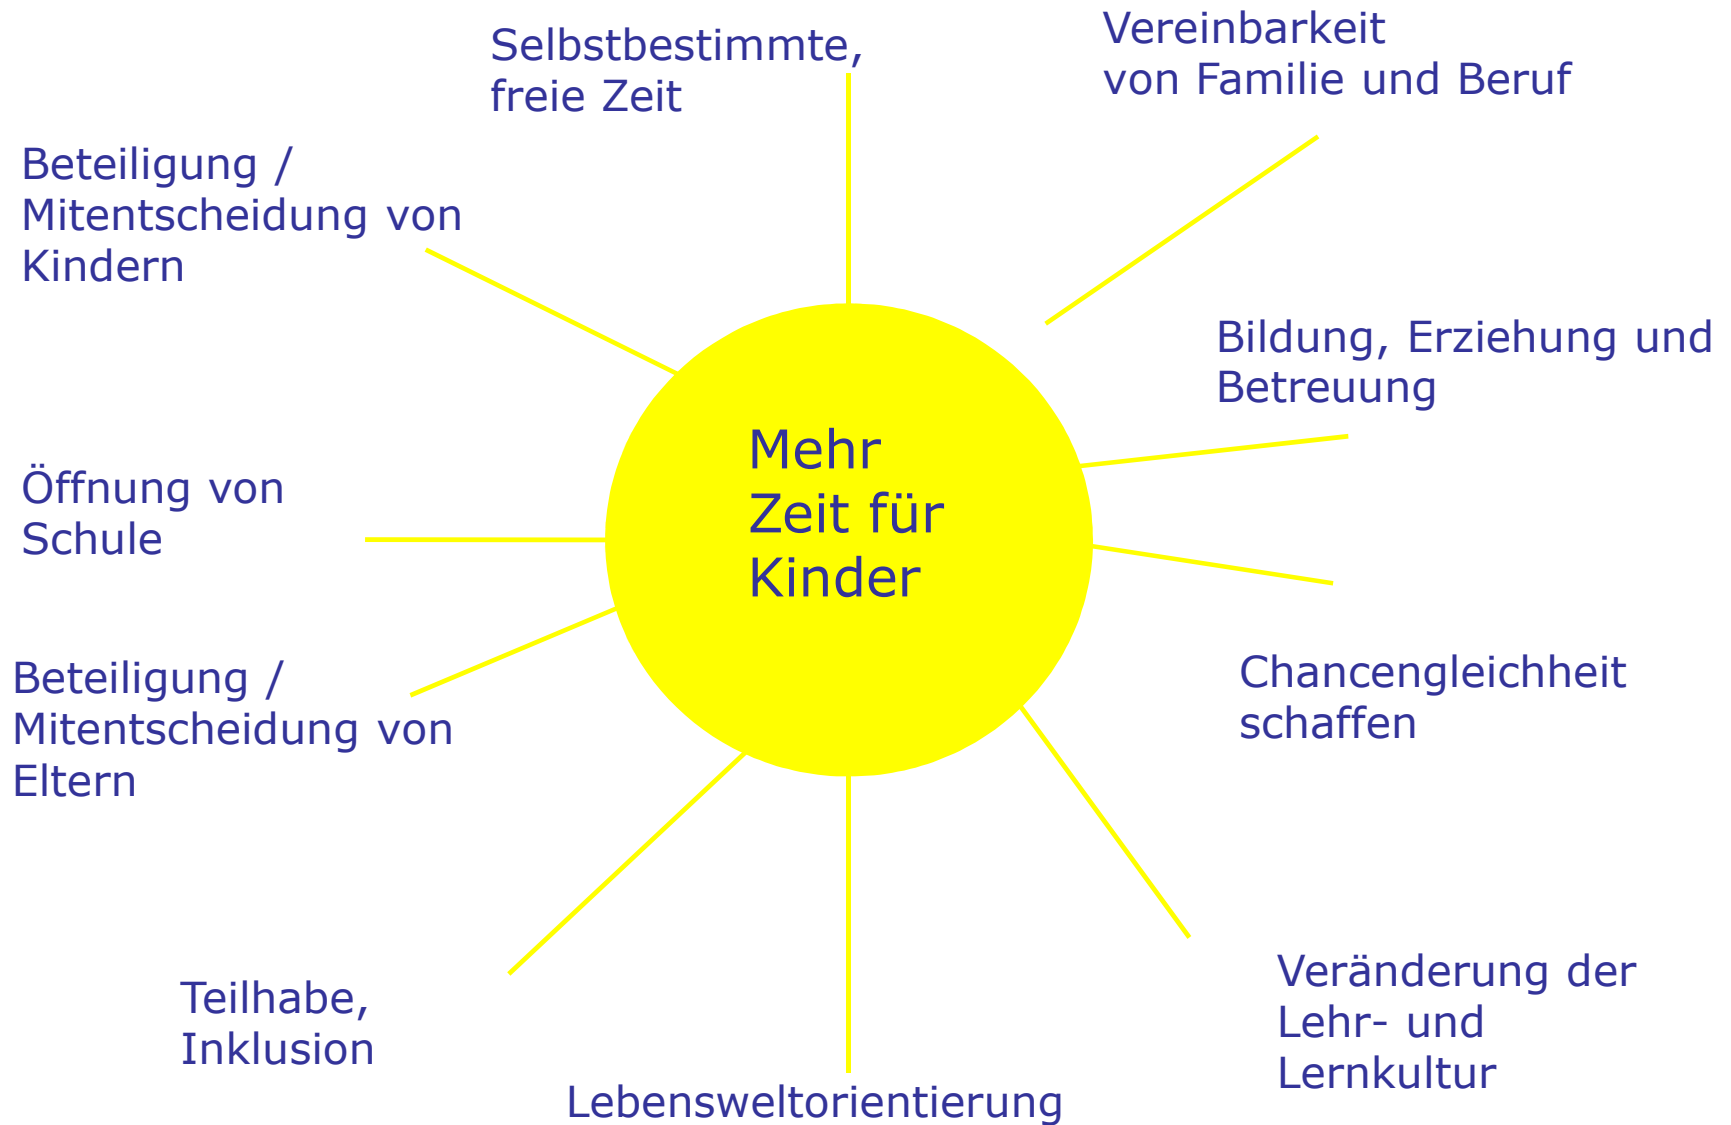 Selbstbestimmte,
freie Zeit
Vereinbarkeit
von Familie und Beruf
Beteiligung /
Mitentscheidung von
Kindern
Bildung, Erziehung und
Betreuung
Mehr
Zeit für
Kinder
Öffnung von
Schule
Beteiligung /
Mitentscheidung von
Eltern
Chancengleichheit
schaffen
Teilhabe,
Inklusion
Veränderung der
Lehr- und
Lernkultur
Lebensweltorientierung